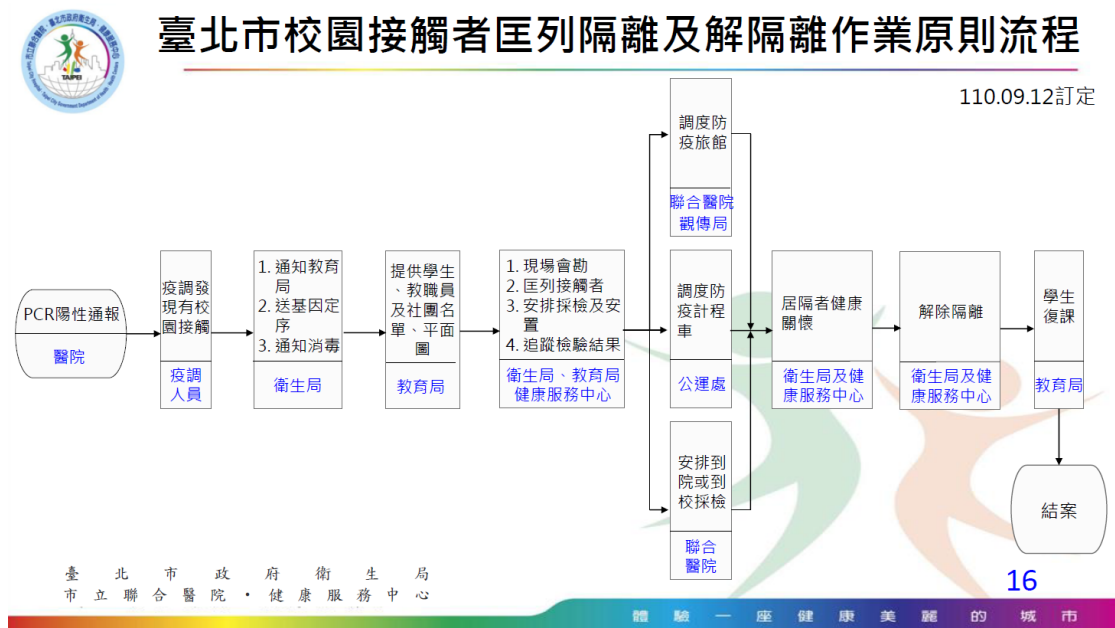 臺北市校園接觸者匡列隔離及解隔離作業原則流程
110.09.12訂定
TAIPEI
PCR陽性通報
醫院
疫調發
現有校
園接觸
疫調
人員
1. 通知教育
局
2. 送基因定
序
3. 通知消毒
衛生局
提供學生
、教職員
及社團名
單、平面
圖
教育局
1. 現場會勘
2. 匡列接觸者
3. 安排採檢及安
置
4. 追蹤檢驗結果
衛生局、教育局
健康服務中心
調度防
疫旅館
聯合醫院
觀傳局
調度防
疫計程
車
公運處
安排到
院或到
校採檢
聯合
醫院
居隔者健康
關懷
衛生局及健
康服務中心
解除隔離
衛生局及健
康服務中心
學生
復課
教育局
結案
臺北市政府衛生局
市立聯合醫院・健康服務中心
16
體驗一座健康美麗的城市